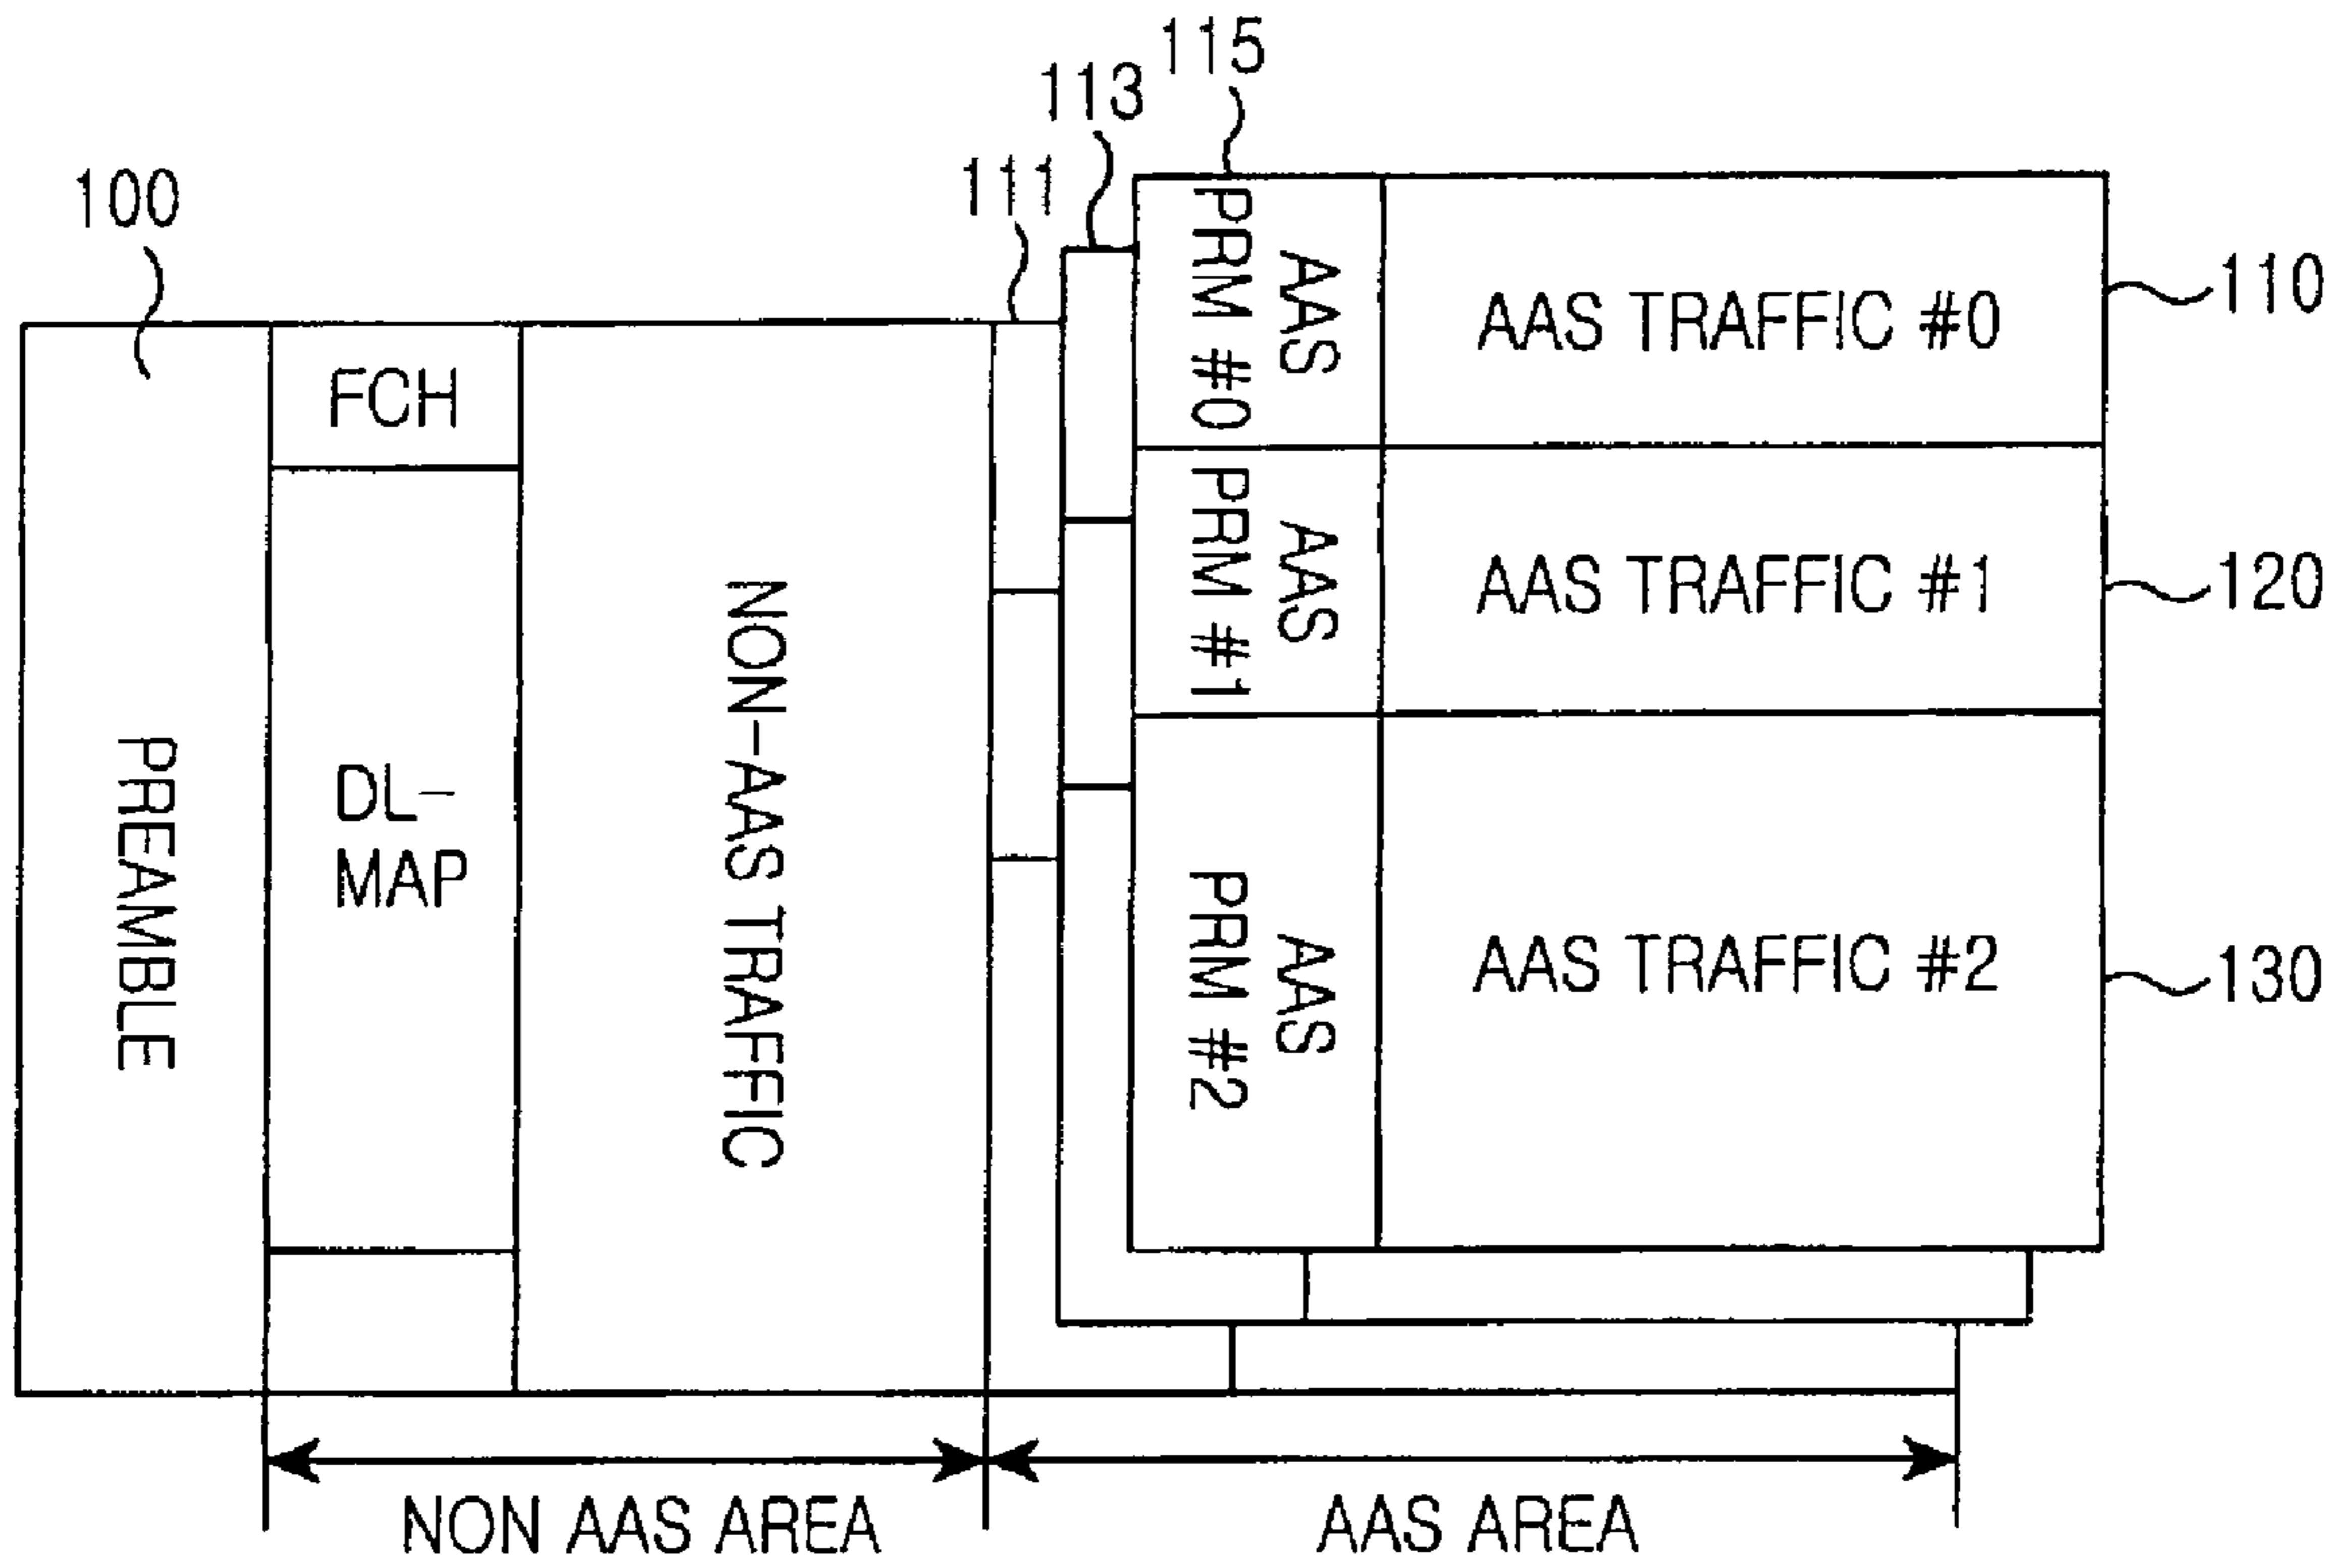 115
113
111
100
PRM #0
AAS
AAS TRAFFIC #0
110
FCH
PRM #1
AAS
AAS TRAFFIC #1
120
NON-AAS TRAFFIC
PREAMBLE
DL-
MAP
PRM #2
AAS
AAS TRAFFIC #2
130
NON AAS AREA
AAS AREA